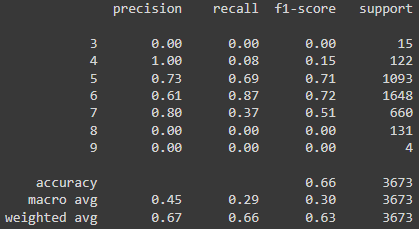 precision recall f1-score support
3 0.00 0.00 0.00 15
4 1.00 0.08 0.15 122
5 0.73 0.69 0.71 1093
6 0.61 0.87 0.72 1648
7 0.80 0.37 0.51 660
8 0.00 0.00 0.00 131
9 0.00 0.00 0.00 4
accuracy 0.66 3673
macro avg 0.45 0.29 0.30 3673
weighted avg 0.67 0.66 0.63 3673